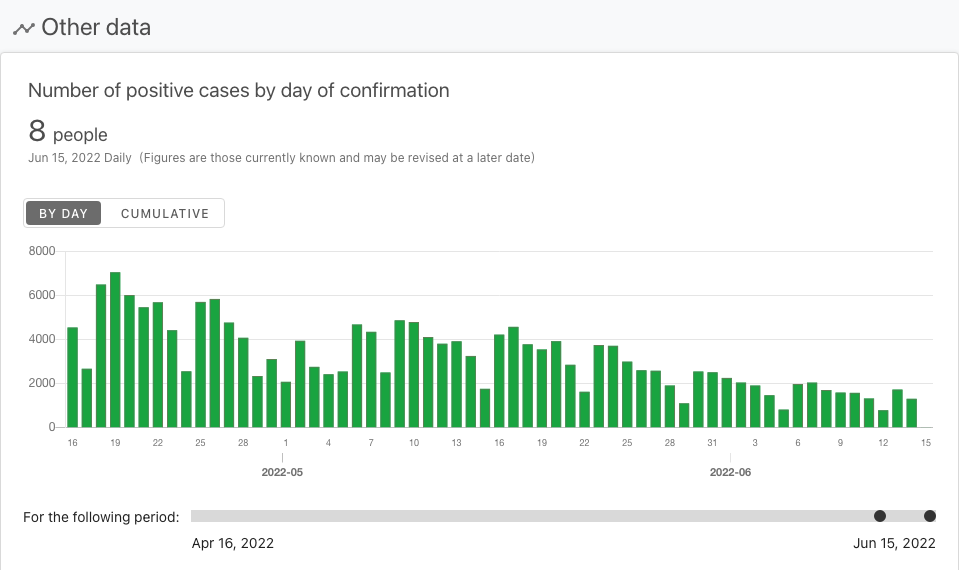 Other data
Number of positive cases by day of confirmation
8 people
Jun 15, 2022 Daily (Figures are those currently known and may be revised at a later date)
BY DAY CUMULATIVE
8000
6000
4000
2000
0
16 19 22 25 28 1 4 7 10 13 16 19 22 25 28 31 3 6 9 12 15
2022-05 2022-06
For the following period:
Apr 16, 2022 Jun 15, 2022